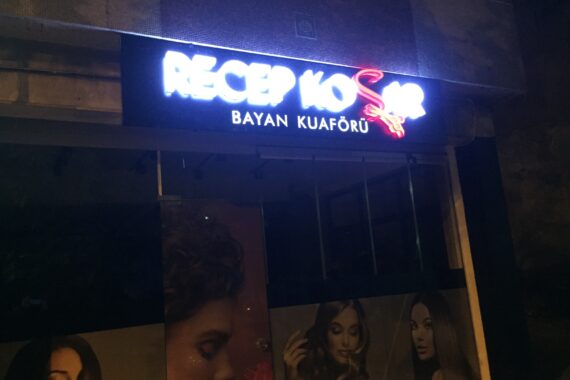 RECEP KOŞAR
BAYAN KUAFÖRÜ